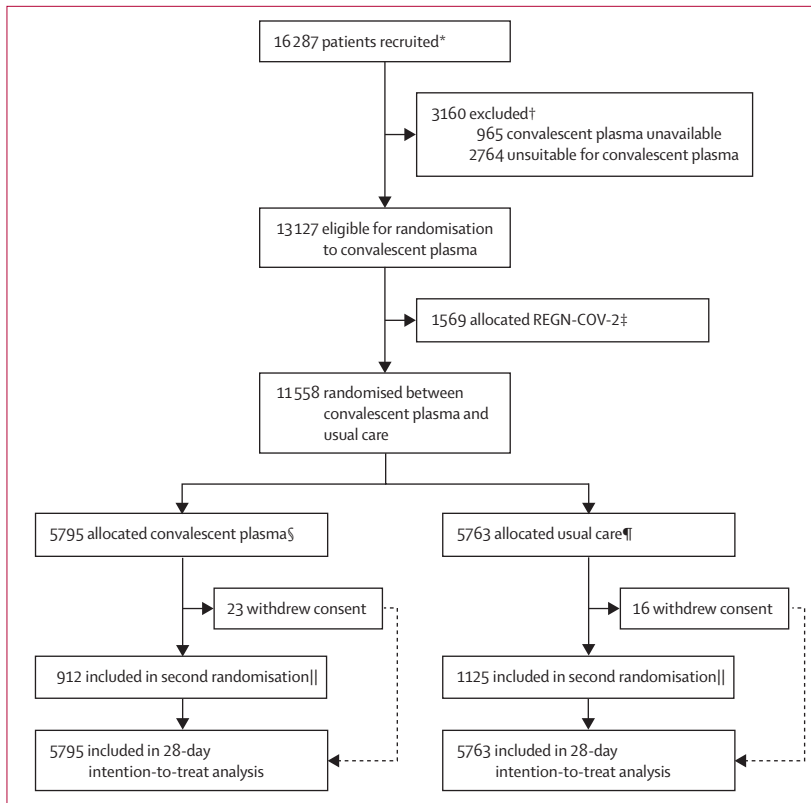 16 287 patients recruited*
3160 excluded†
965 convalescent plasma unavailable
2764 unsuitable for convalescent plasma
13 127 eligible for randomisation
to convalescent plasma
1569 allocated REGN-COV-2‡
11 558 randomised between
convalescent plasma and
usual care
5795 allocated convalescent plasma§
5763 allocated usual care¶
23 withdrew consent
16 withdrew consent
912 included in second randomisation||
1125 included in second randomisation||
5795 included in 28-day
intention-to-treat analysis
5763 included in 28-day
intention-to-treat analysis